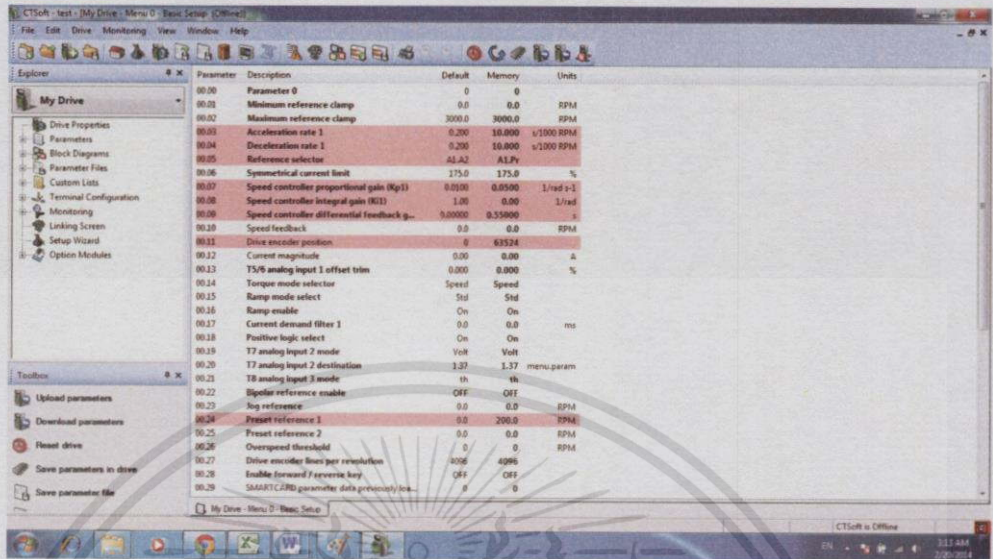 CTSoft - test - [My Drive - Menu 0 - Basic Setup (Offline)]
File Edit Drive Monitoring View Window Help
Explorer
My Drive
Drive Properties
Parameters
Block Diagrams
Parameter Files
Custom Lists
Terminal Configuration
Monitoring
Linking Screen
Setup Wizard
Option Modules
Toolbox
Upload parameters
Download parameters
Reset drive
Save parameters in drive
Save parameter file
Parameter Description Default Memory Units
00.00 Parameter 0 0 0
00.01 Minimum reference clamp 0.0 0.0 RPM
00.02 Maximum reference clamp 3000.0 3000.0 RPM
00.03 Acceleration rate 1 0.200 10.000 s/1000 RPM
00.04 Deceleration rate 1 0.200 10.000 s/1000 RPM
00.05 Reference selector A1.A2 A1.Pr
00.06 Symmetrical current limit 175.0 175.0 %
00.07 Speed controller proportional gain (Kp1) 0.0100 0.0500 1/rad s-1
00.08 Speed controller integral gain (Ki1) 1.00 0.00 1/rad
00.09 Speed controller differential feedback g... 0.00000 0.55000 s
00.10 Speed feedback 0.0 0.0 RPM
00.11 Drive encoder position 0 63524
00.12 Current magnitude 0.00 0.00 A
00.13 T5/6 analog input 1 offset trim 0.000 0.000 %
00.14 Torque mode selector Speed Speed
00.15 Ramp mode select Std Std
00.16 Ramp enable On On
00.17 Current demand filter 1 0.0 0.0 ms
00.18 Positive logic select On On
00.19 T7 analog input 2 mode Volt Volt
00.20 T7 analog input 2 destination 1.37 1.37 menu.param
00.21 T8 analog input 3 mode th th
00.22 Bipolar reference enable OFF OFF
00.23 Jog reference 0.0 0.0 RPM
00.24 Preset reference 1 0.0 200.0 RPM
00.25 Preset reference 2 0.0 0.0 RPM
00.26 Overspeed threshold 0 0 RPM
00.27 Drive encoder lines per revolution 4096 4096
00.28 Enable forward / reverse key OFF OFF
00.29 SMARTCARD parameter data previously loa... 0 0
My Drive - Menu 0 - Basic Setup
CTSoft is Offline
EN 3:13 AM
2/20/2014